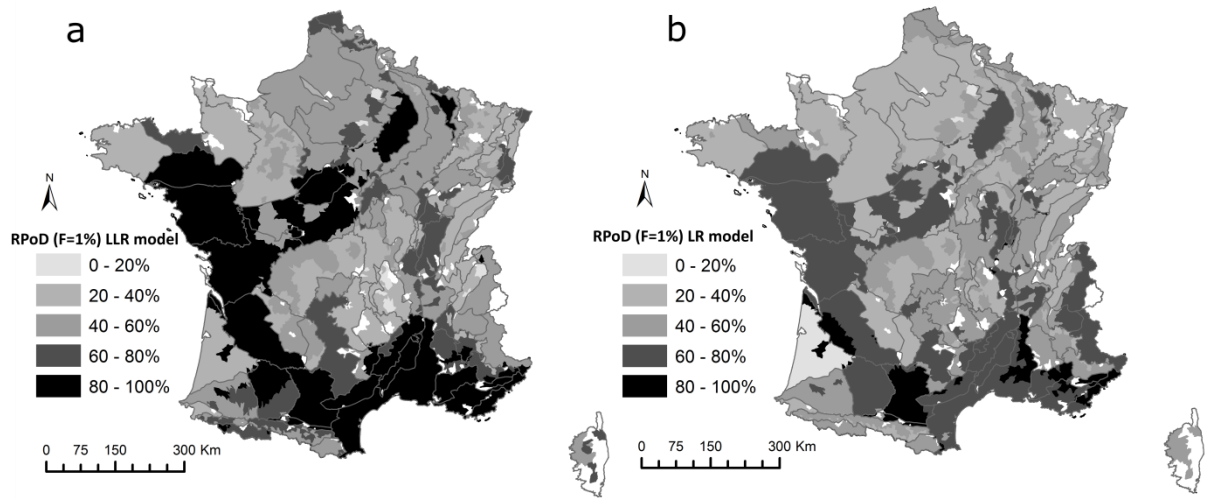 a
N
RPoD (F=1%) LLR model
0 - 20%
20 - 40%
40 - 60%
60 - 80%
80 - 100%
0 75 150 300 Km
b
N
RPoD (F=1%) LR model
0 - 20%
20 - 40%
40 - 60%
60 - 80%
80 - 100%
0 75 150 300 Km